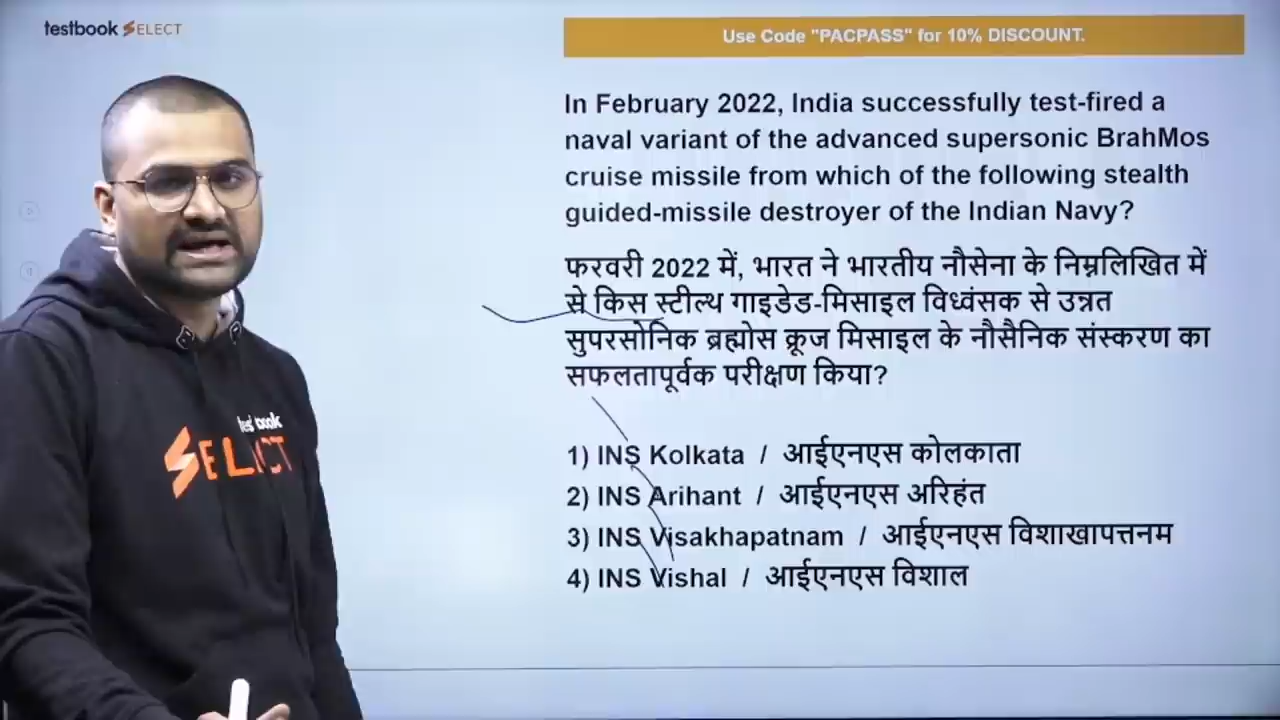 testbook SELECT
Use Code "PACPASS" for 10% DISCOUNT.
In February 2022, India successfully test-fired a
naval variant of the advanced supersonic BrahMos
cruise missile from which of the following stealth
guided-missile destroyer of the Indian Navy?
फरवरी 2022 में, भारत ने भारतीय नौसेना के निम्नलिखित में
से किस स्टील्थ गाइडेड-मिसाइल विध्वंसक से उन्नत
सुपरसोनिक ब्रह्मोस क्रूज मिसाइल के नौसैनिक संस्करण का
सफलतापूर्वक परीक्षण किया?
1) INS Kolkata / आईएनएस कोलकाता
2) INS Arihant / आईएनएस अरिहंत
3) INS Visakhapatnam / आईएनएस विशाखापत्तनम
4) INS Vishal / आईएनएस विशाल
testbook
SELECT